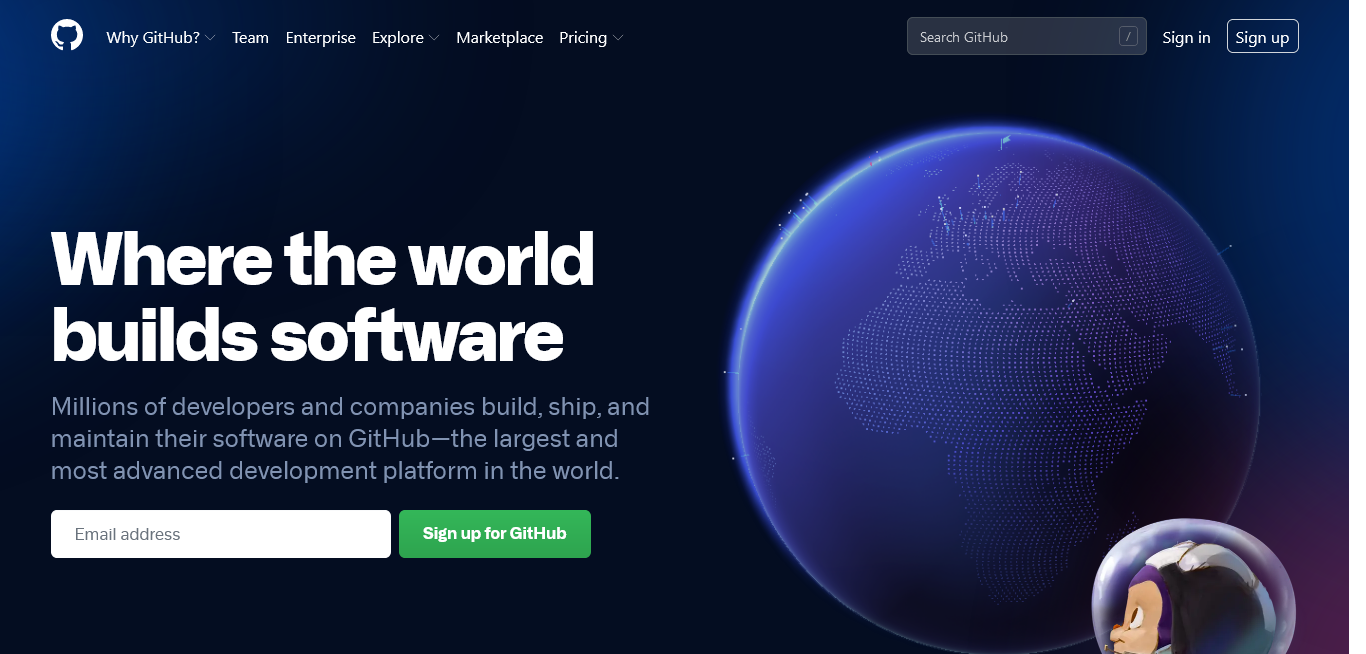 Why GitHub? Team Enterprise Explore Marketplace Pricing Search GitHub / Sign in Sign up
Where the world
builds software
Millions of developers and companies build, ship, and
maintain their software on GitHub—the largest and
most advanced development platform in the world.
Email address Sign up for GitHub